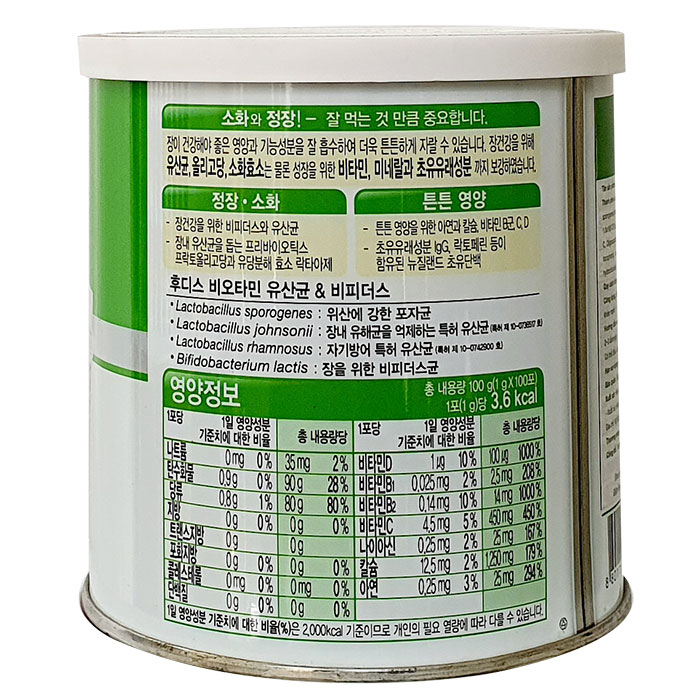 소화와 정장! - 잘 먹는 것 만큼 중요합니다.
장이 건강해야 좋은 영양과 기능성분을 잘 흡수하여 더욱 튼튼하게 자랄 수 있습니다. 장건강을 위해
유산균, 올리고당, 소화효소는 물론 성장을 위한 비타민, 미네랄과 초유유래성분 까지 보강하였습니다.
정장 · 소화
- 장건강을 위한 비피더스와 유산균
- 장내 유산균을 돕는 프리바이오틱스
프락토올리고당과 유당분해 효소 락타아제
튼튼 영양
- 튼튼 영양을 위한 아연과 칼슘, 비타민 B군, C, D
- 초유유래성분 IgG, 락토페린 등이
함유된 뉴질랜드 초유단백
후디스 비오타민 유산균 & 비피더스
• Lactobacillus sporogenes : 위산에 강한 포자균
• Lactobacillus johnsonii : 장내 유해균을 억제하는 특허 유산균(특허 제 10-0736517 호)
• Lactobacillus rhamnosus : 자기방어 특허 유산균(특허 제 10-0742900 호)
• Bifidobacterium lactis : 장을 위한 비피더스균
영양정보
총 내용량 100 g(1 g X 100포)
1포(1 g)당 3.6 kcal
1포당 1일 영양성분 기준치에 대한 비율 총 내용량당
나트륨 0 mg 0% 35 mg 2%
탄수화물 0.9 g 0% 90 g 28%
당류 0.8 g 1% 80 g 80%
지방 0 g 0% 0 g 0%
트랜스지방 0 g 0 g
포화지방 0 g 0% 0 g 0%
콜레스테롤 0 mg 0% 0 mg 0%
단백질 0 g 0% 0 g 0%
1포당 1일 영양성분 기준치에 대한 비율 총 내용량당
비타민D 1 µg 10% 100 µg 1000%
비타민B1 0.025 mg 2% 2.5 mg 208%
비타민B2 0.14 mg 10% 14 mg 1000%
비타민C 4.5 mg 5% 450 mg 450%
나이아신 0.25 mg 2% 25 mg 167%
칼슘 12.5 mg 2% 1,250 mg 179%
아연 0.25 mg 3% 25 mg 294%
1일 영양성분 기준치에 대한 비율(%)은 2,000kcal 기준이므로 개인의 필요 열량에 따라 다를 수 있습니다.